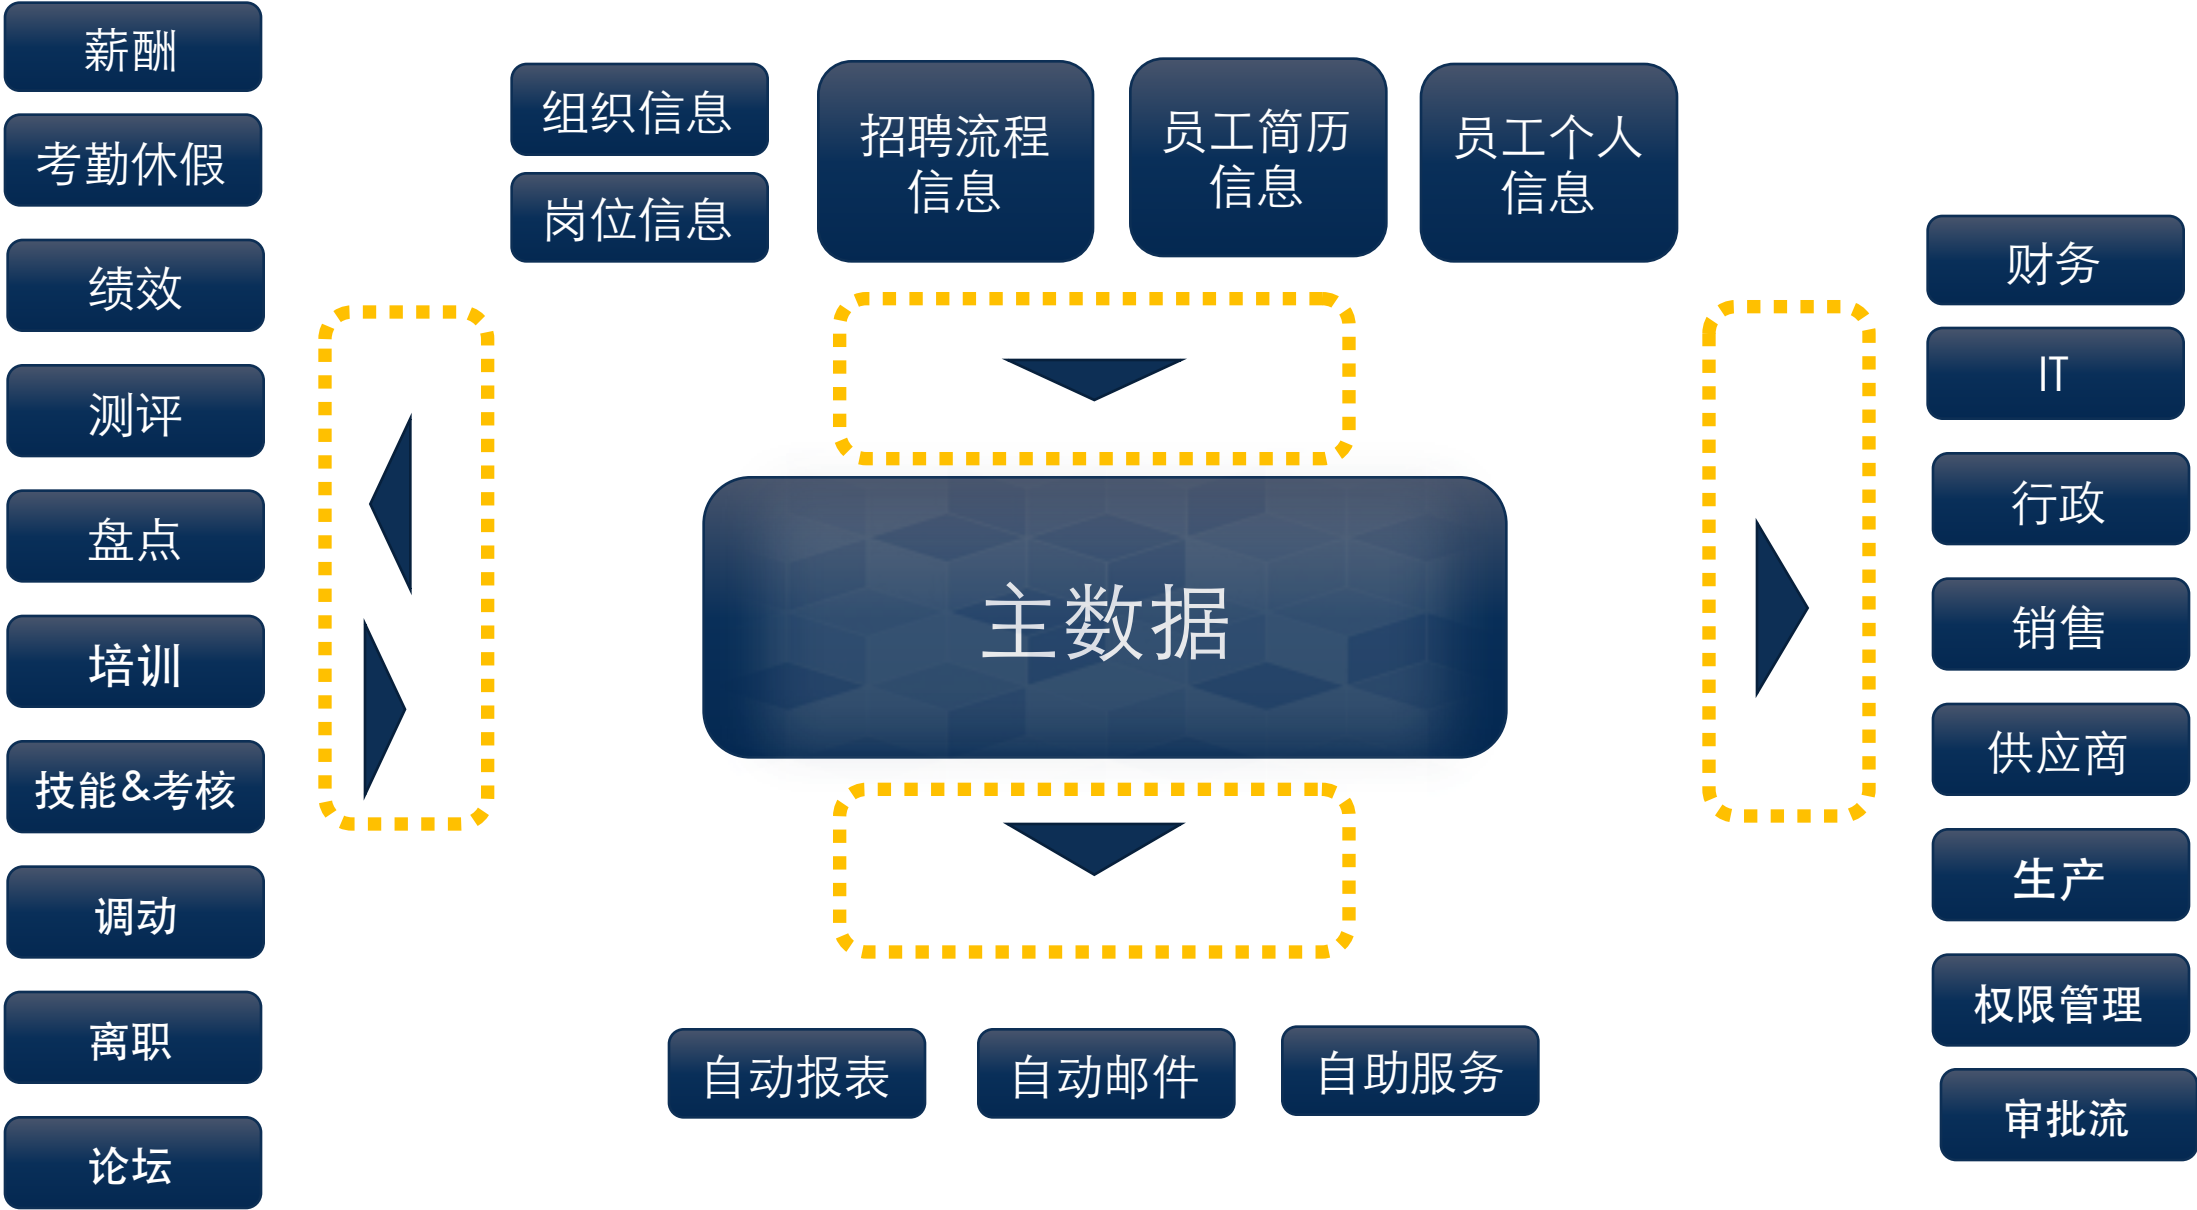 薪酬
考勤休假
绩效
测评
盘点
培训
技能&考核
调动
离职
论坛
组织信息
岗位信息
招聘流程
信息
员工简历
信息
员工个人
信息
主数据
自动报表
自动邮件
自助服务
财务
IT
行政
销售
供应商
生产
权限管理
审批流